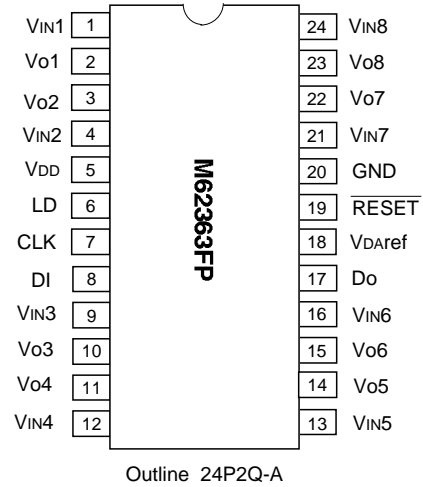 VIN1 1 24 VIN8
Vo1 2 23 Vo8
Vo2 3 22 Vo7
VIN2 4 21 VIN7
VDD 5 20 GND
LD 6 19 RESET
CLK 7 18 VDAref
DI 8 17 Do
VIN3 9 16 VIN6
Vo3 10 15 Vo6
Vo4 11 14 Vo5
VIN4 12 13 VIN5
M62363FP
Outline 24P2Q-A